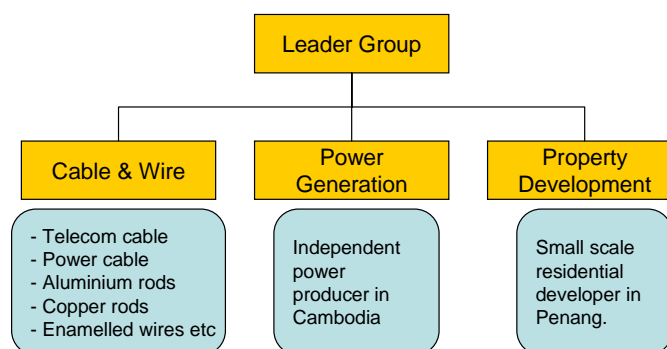 Leader Group
Cable & Wire
Power
Generation
Property
Development
- Telecom cable
- Power cable
- Aluminium rods
- Copper rods
- Enamelled wires etc
Independent
power
producer in
Cambodia
Small scale
residential
developer in
Penang.